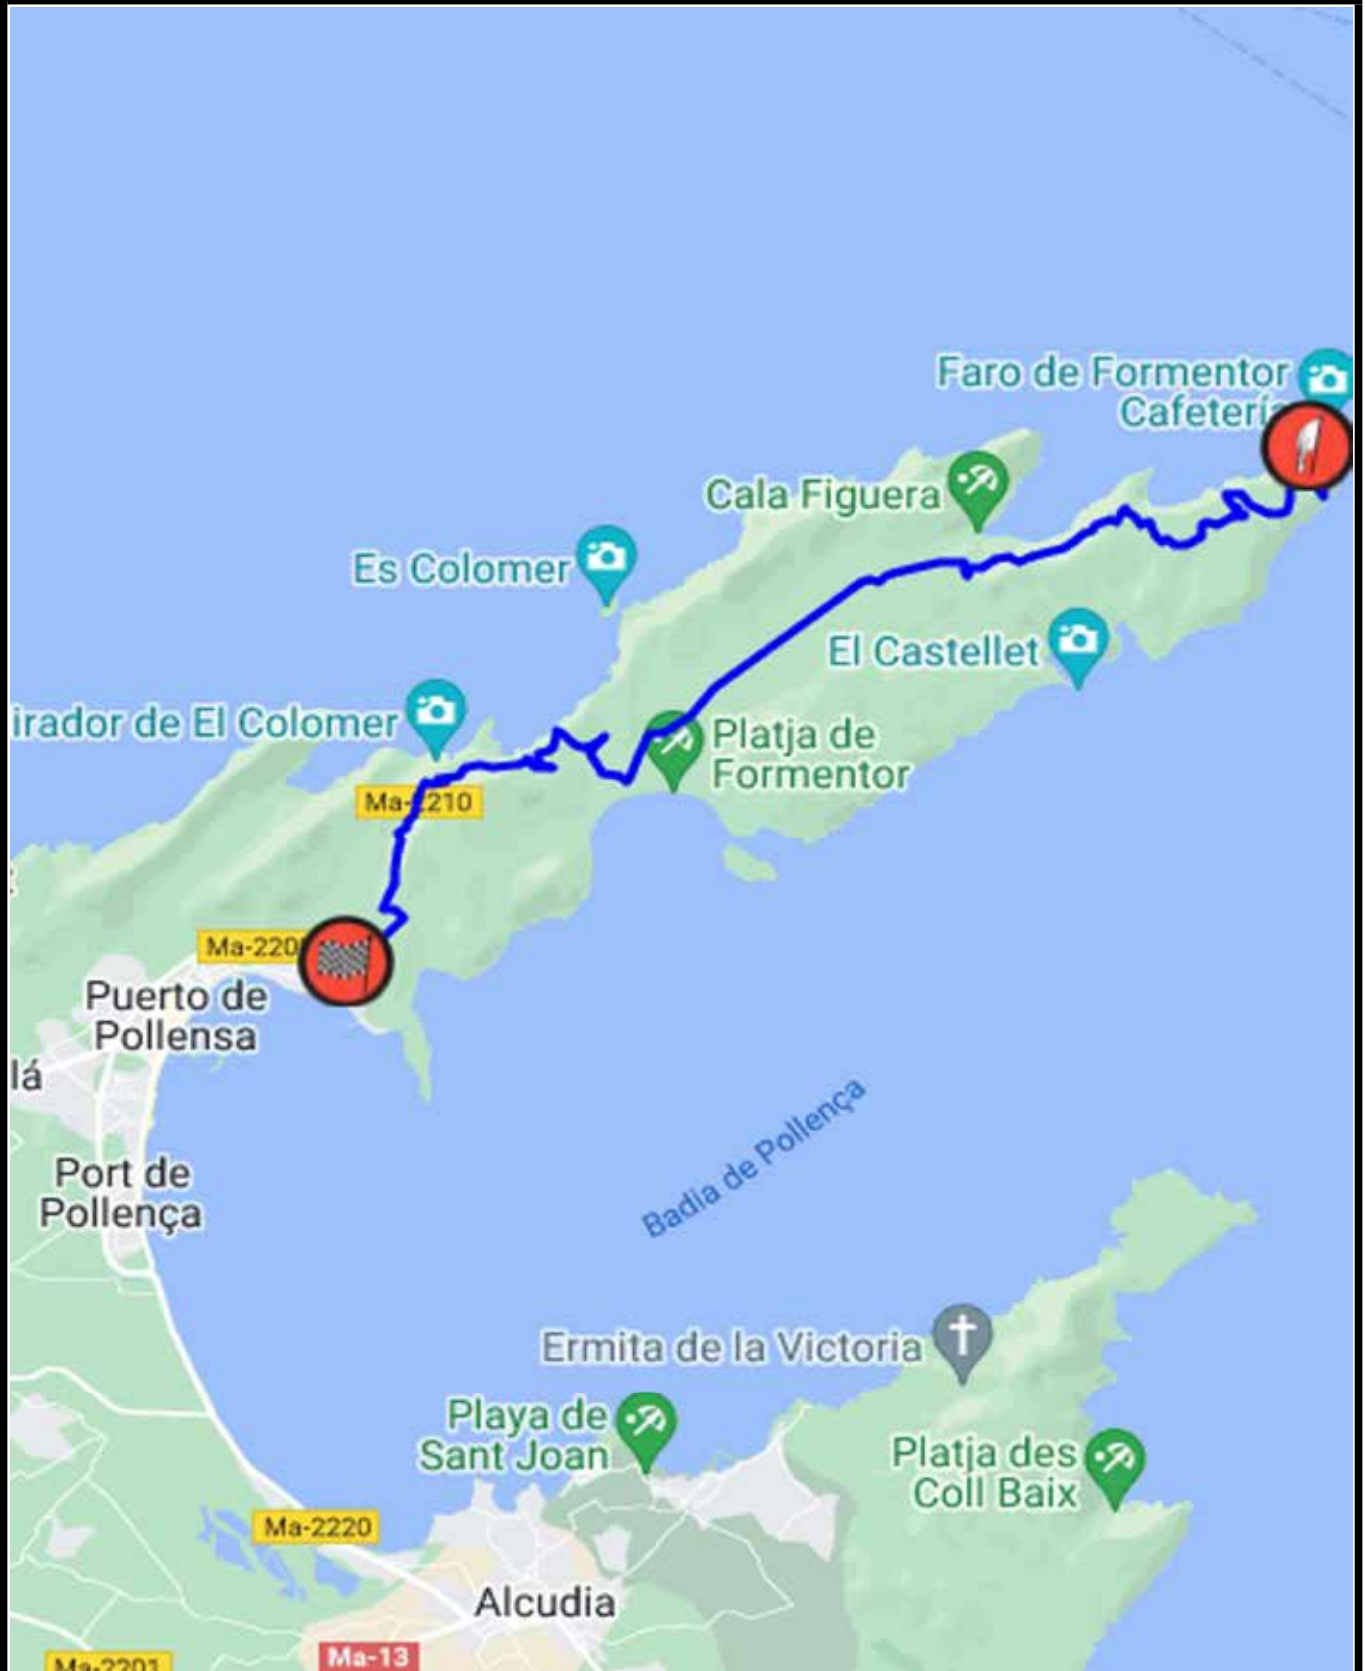 Faro de Formentor
Cafetería
Cala Figuera
Es Colomer
El Castellet
irador de El Colomer
Platja de
Formentor
Ma-2210
Ma-220
Puerto de
Pollensa
lá
Badia de Pollença
Port de
Pollença
Ermita de la Victoria
Playa de
Sant Joan
Platja des
Coll Baix
Ma-2220
Alcudia
Ma-13
Ma-2201